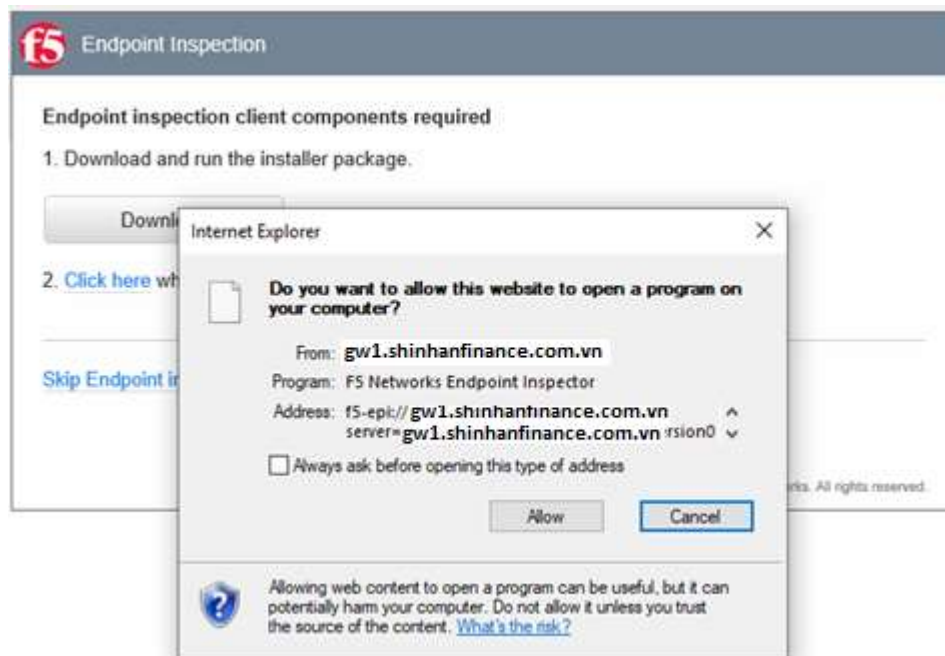 f5 Endpoint Inspection
Endpoint inspection client components required
1. Download and run the installer package.
Downl
2. Click here wh
Skip Endpoint in
Internet Explorer
Do you want to allow this website to open a program on
your computer?
From: gw1.shinhanfinance.com.vn
Program: F5 Networks Endpoint Inspector
Address: f5-epi://gw1.shinhanfinance.com.vn
server=gw1.shinhanfinance.com.vn rsion0
Always ask before opening this type of address
Allow
Cancel
rks. All rights reserved.
Allowing web content to open a program can be useful, but it can
potentially harm your computer. Do not allow it unless you trust
the source of the content. What's the risk?